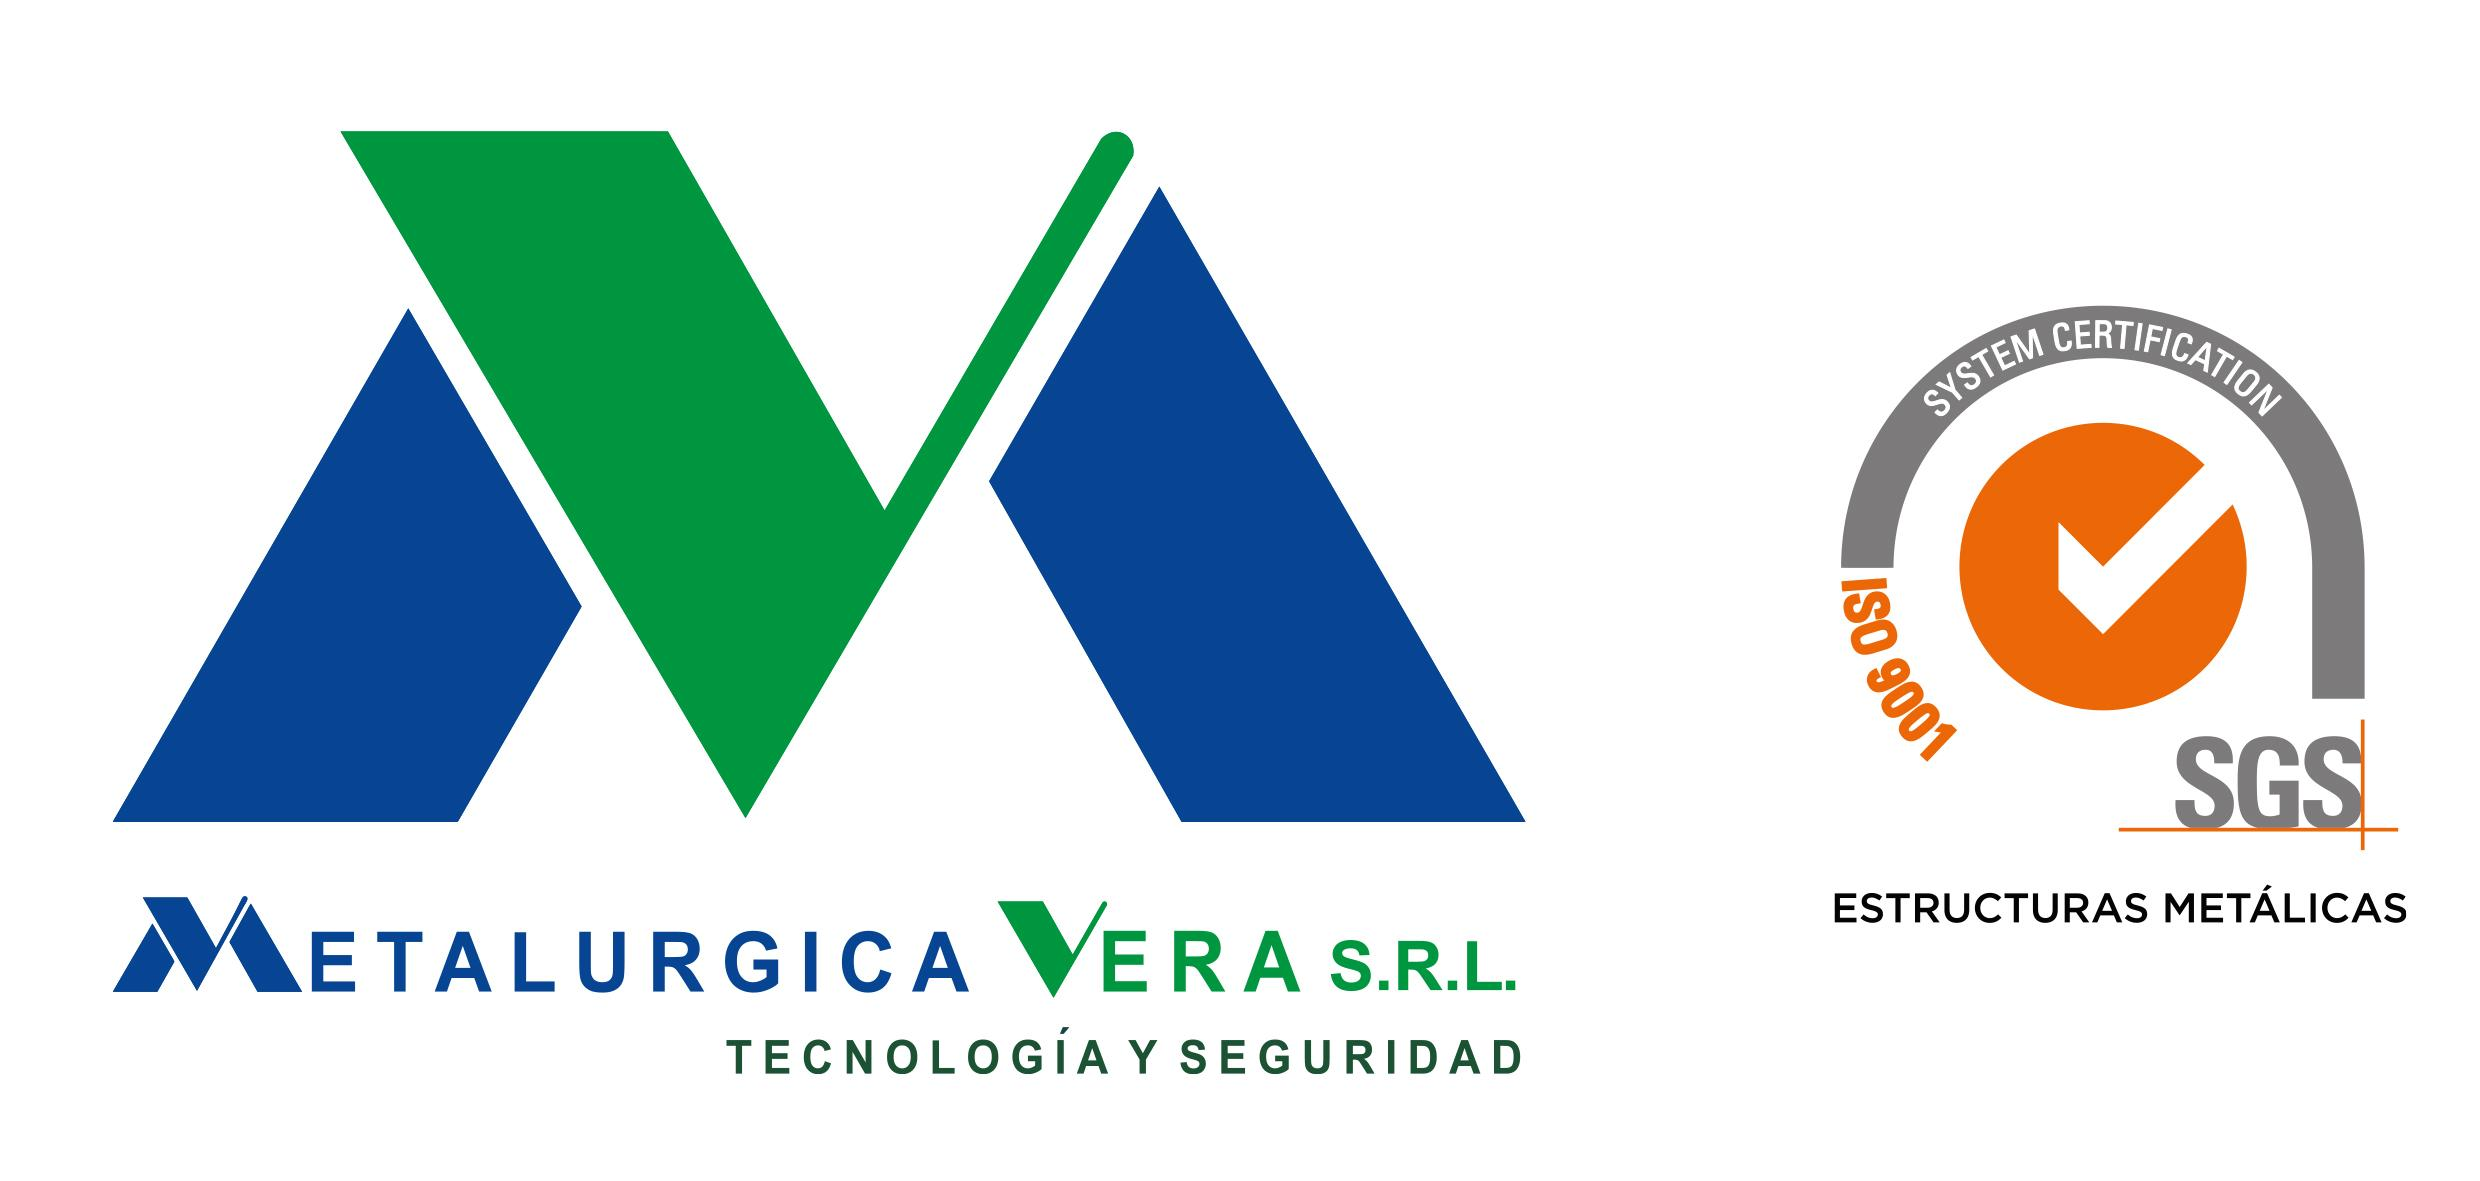 METALURGICA VERA S.R.L.
TECNOLOGÍA Y SEGURIDAD
SYSTEM CERTIFICATION
ISO 9001
SGS
ESTRUCTURAS METÁLICAS